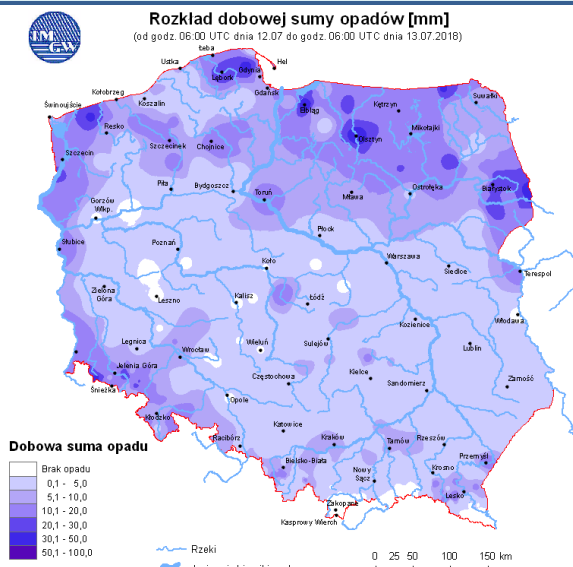 Rozkład dobowej sumy opadów [mm]
(od godz. 06:00 UTC dnia 12.07 do godz. 06:00 UTC dnia 13.07.2018)
IM
GW
Łeba
Ustka
Hel
Lębork
Gdynia
Gdańsk
Kołobrzeg
Koszalin
Świnoujście
Elbląg
Kętrzyn
Suwałki
Resko
Mikołajki
Olsztyn
Szczecin
Szczecinek
Chojnice
Piła
Bydgoszcz
Toruń
Mława
Ostrołęka
Białystok
Gorzów
Wlkp.
Płock
Słubice
Poznań
Koło
Warszawa
Siedlce
Terespol
Zielona
Góra
Leszno
Kalisz
Łódź
Kozienice
Włodawa
Legnica
Wrocław
Wieluń
Sulejów
Lublin
Jelenia Góra
Kielce
Śnieżka
Częstochowa
Sandomierz
Zamość
Opole
Kłodzko
Katowice
Racibórz
Kraków
Tarnów
Rzeszów
Przemyśl
Bielsko-Biała
Nowy
Sącz
Krosno
Lesko
Zakopane
Kasprowy Wierch
Dobowa suma opadu
Brak opadu
0,1 - 5,0
5,1 - 10,0
10,1 - 20,0
20,1 - 30,0
30,1 - 50,0
50,1 - 100,0
Rzeki
0 25 50 100 150 km